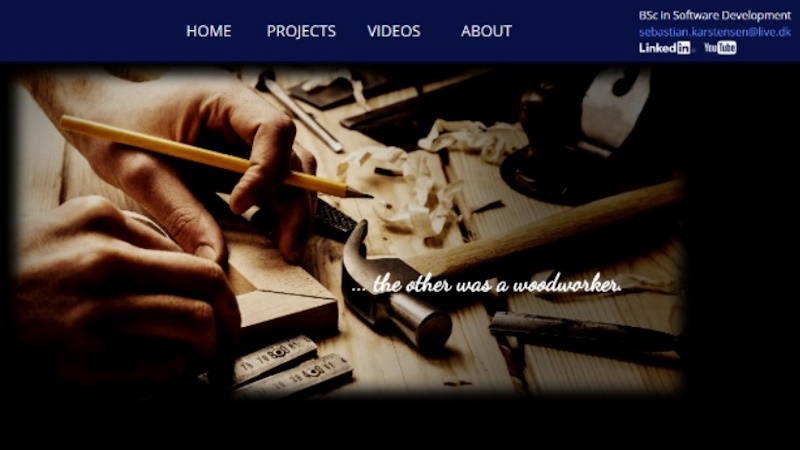 HOME PROJECTS VIDEOS ABOUT
BSc in Software Development
sebastian.karstensen@live.dk
LinkedIn YouTube
... the other was a woodworker.